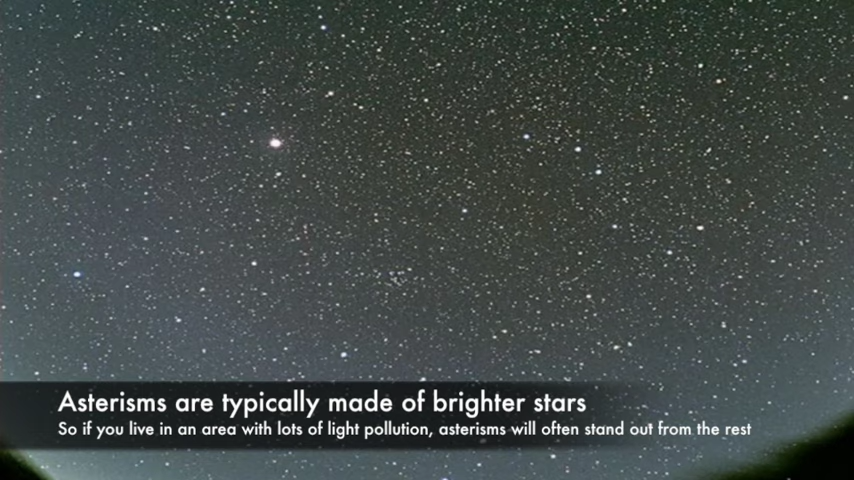 Asterisms are typically made of brighter stars
So if you live in an area with lots of light pollution, asterisms will often stand out from the rest